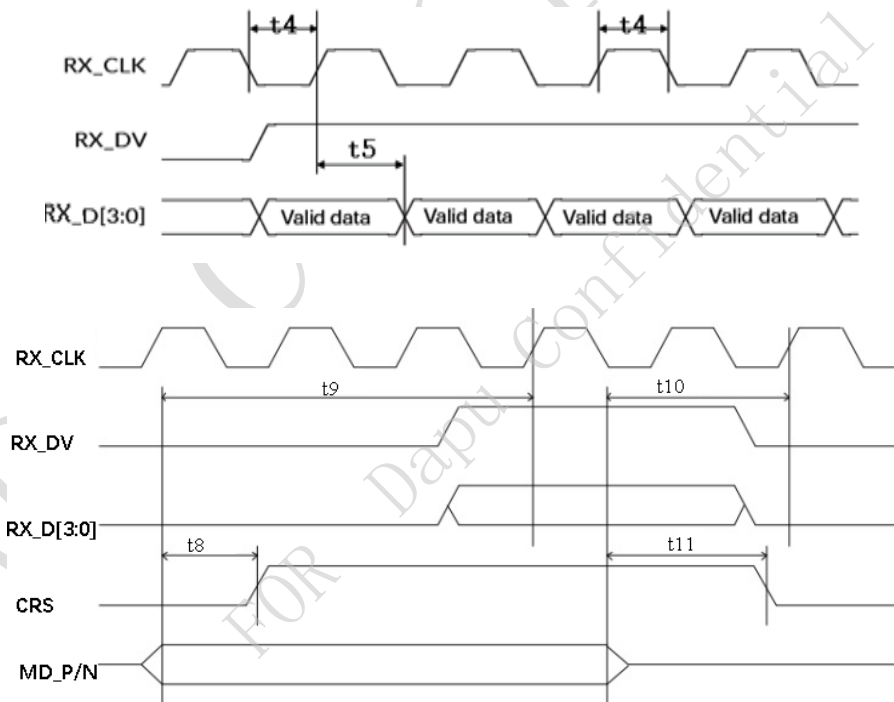 t4
t4
RX_CLK
RX_DV
t5
RX_D[3:0]
Valid data
Valid data
Valid data
Valid data
RX_CLK
t9
t10
RX_DV
RX_D[3:0]
t8
t11
CRS
MD_P/N
FOR Dapu Confidential